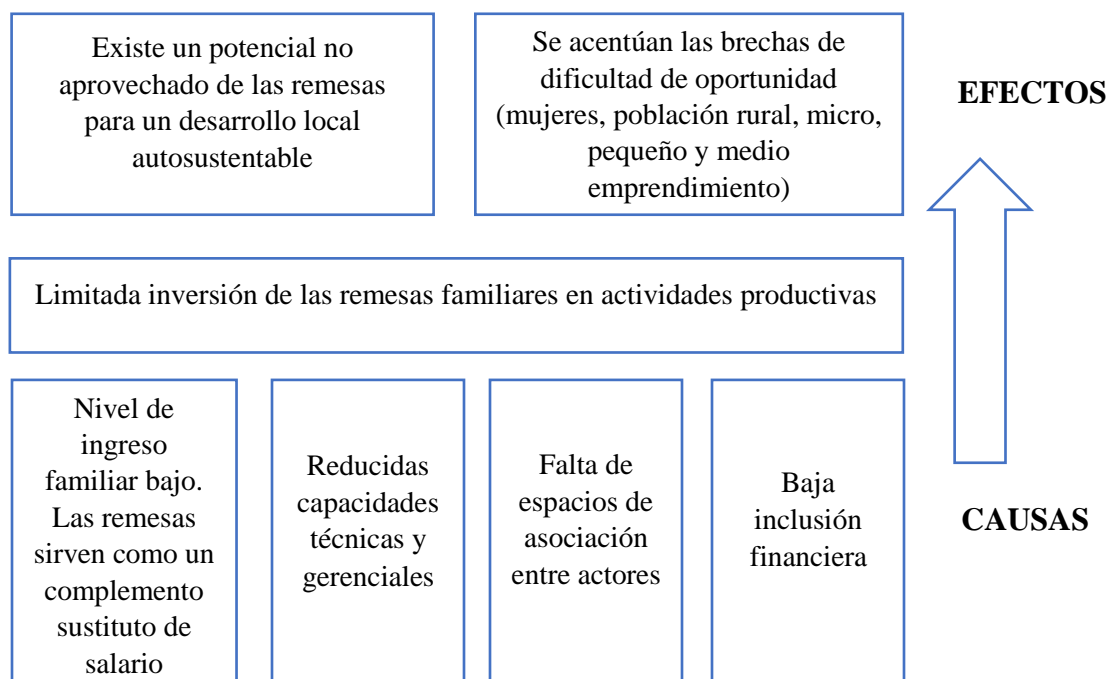 Existe un potencial no
aprovechado de las remesas
para un desarrollo local
autosustentable
Se acentúan las brechas de
dificultad de oportunidad
(mujeres, población rural, micro,
pequeño y medio
emprendimiento)
EFECTOS
Limitada inversión de las remesas familiares en actividades productivas
Nivel de
ingreso
familiar bajo.
Las remesas
sirven como un
complemento
sustituto de
salario
Reducidas
capacidades
técnicas y
gerenciales
Falta de
espacios de
asociación
entre actores
Baja
inclusión
financiera
CAUSAS